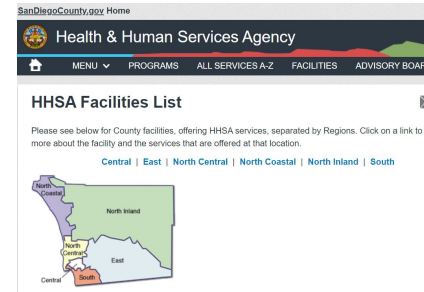 SanDiegoCounty.gov Home
Health & Human Services Agency
MENU PROGRAMS ALL SERVICES A-Z FACILITIES ADVISORY BOAR
HHSA Facilities List
Please see below for County facilities, offering HHSA services, separated by Regions. Click on a link to
more about the facility and the services that are offered at that location.
Central | East | North Central | North Coastal | North Inland | South
North
Coastal
North Inland
North
Central
East
Central
South